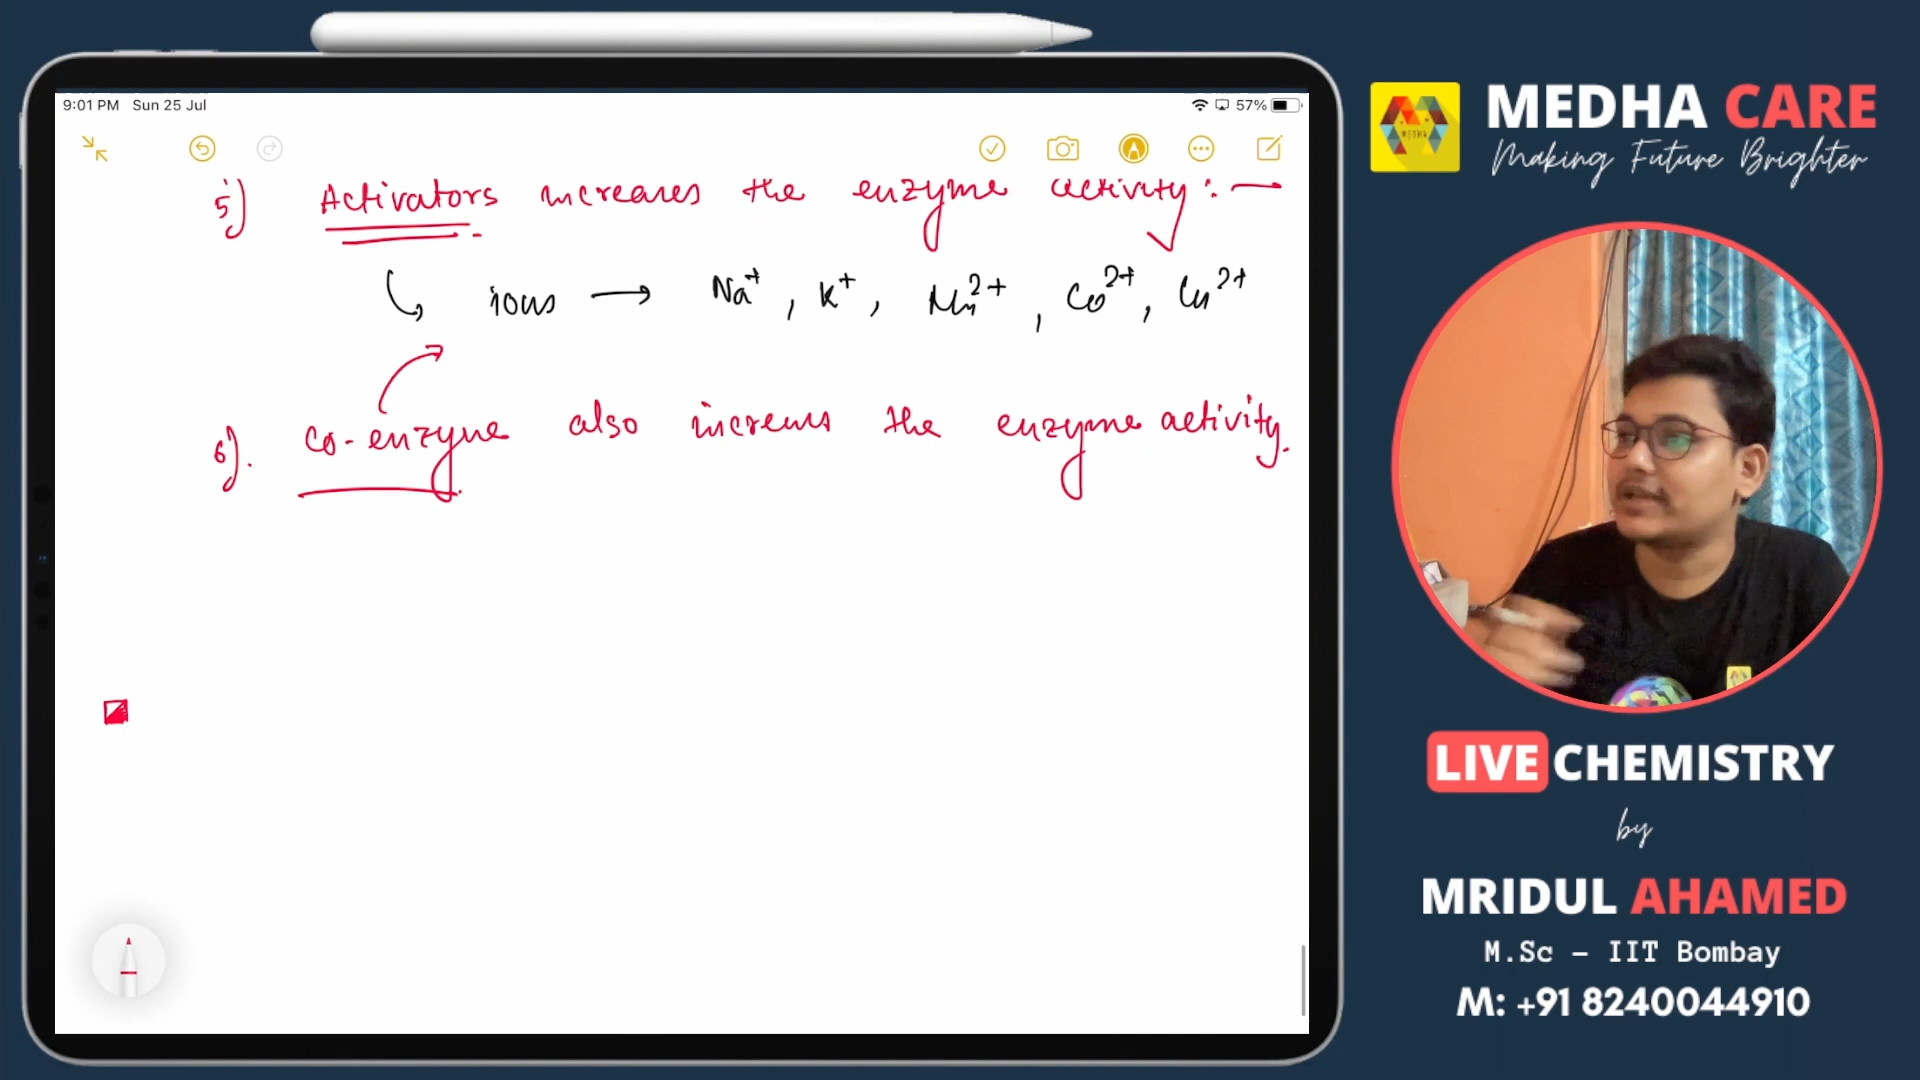 9:01 PM Sun 25 Jul
57%
5) Activators increases the enzyme activity :-
ions → Na⁺, K⁺, Mn²⁺, Co²⁺, Cu²⁺
6). Co-enzyme also increases the enzyme activity.
MEDHA CARE
Making Future Brighter
MEDHA
LIVE CHEMISTRY
by
MRIDUL AHAMED
M.Sc – IIT Bombay
M: +91 8240044910